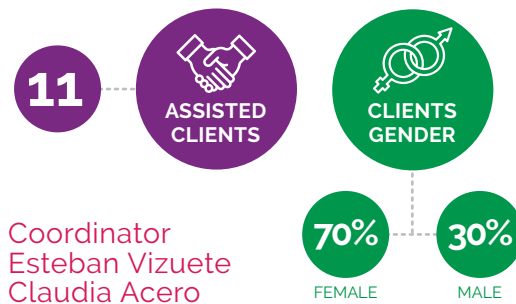 11
ASSISTED
CLIENTS
CLIENTS
GENDER
70%
30%
FEMALE
MALE
Coordinator
Esteban Vizuete
Claudia Acero